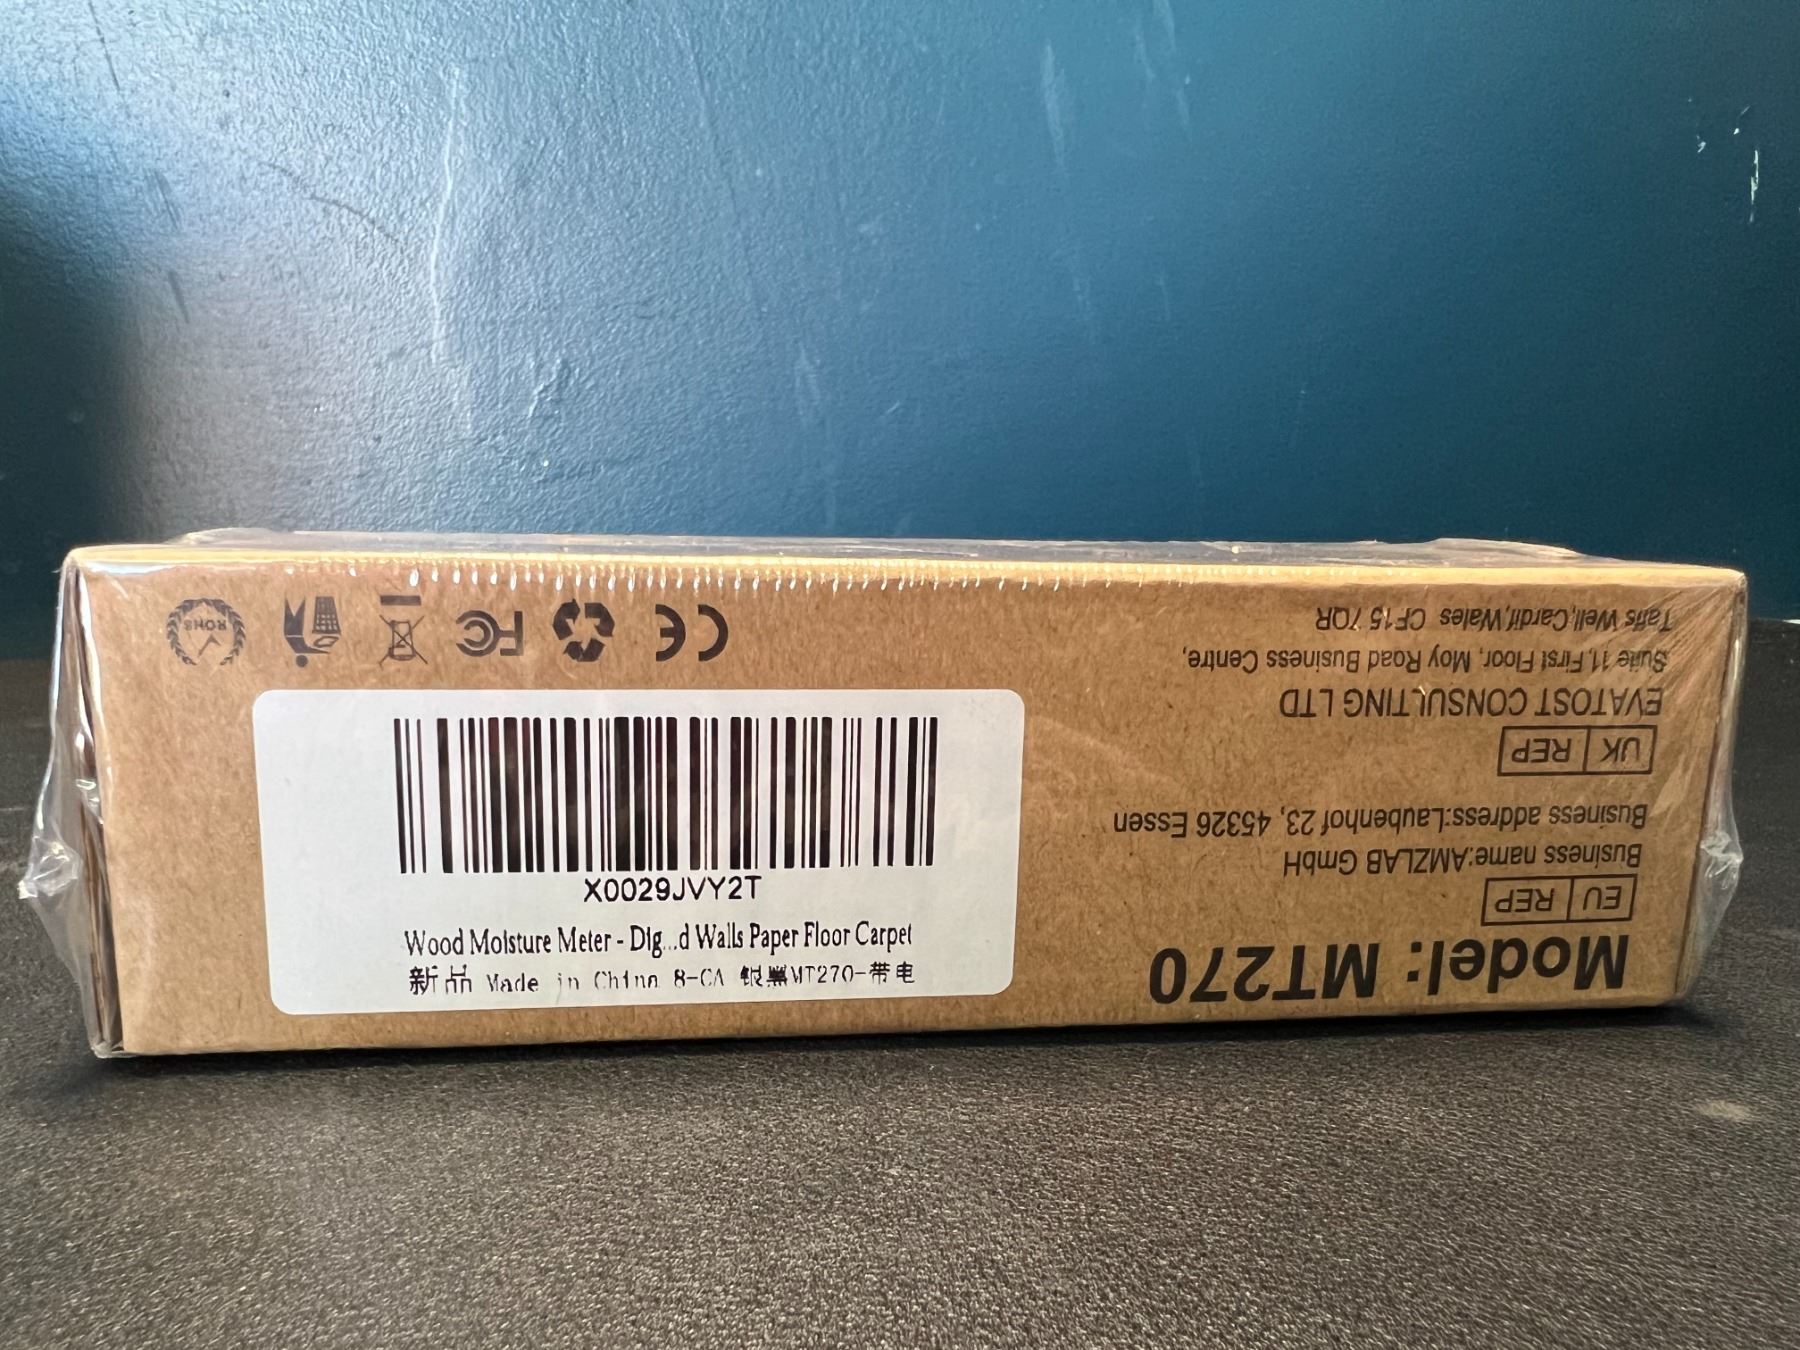 X0029JVY2T
Wood Moisture Meter - Dig...d Walls Paper Floor Carpet
新品 Made in China 8-CA 银黑MT270-带电
Model: MT270
EU REP
Business name:AMZLAB GmbH
Business address:Laubenhof 23, 45326 Essen
UK REP
EVATOST CONSULTING LTD
Suite 11,First Floor, Moy Road Business Centre,
Taffs Well,Cardiff,Wales CF15 7QR
CE
FC
ROHS